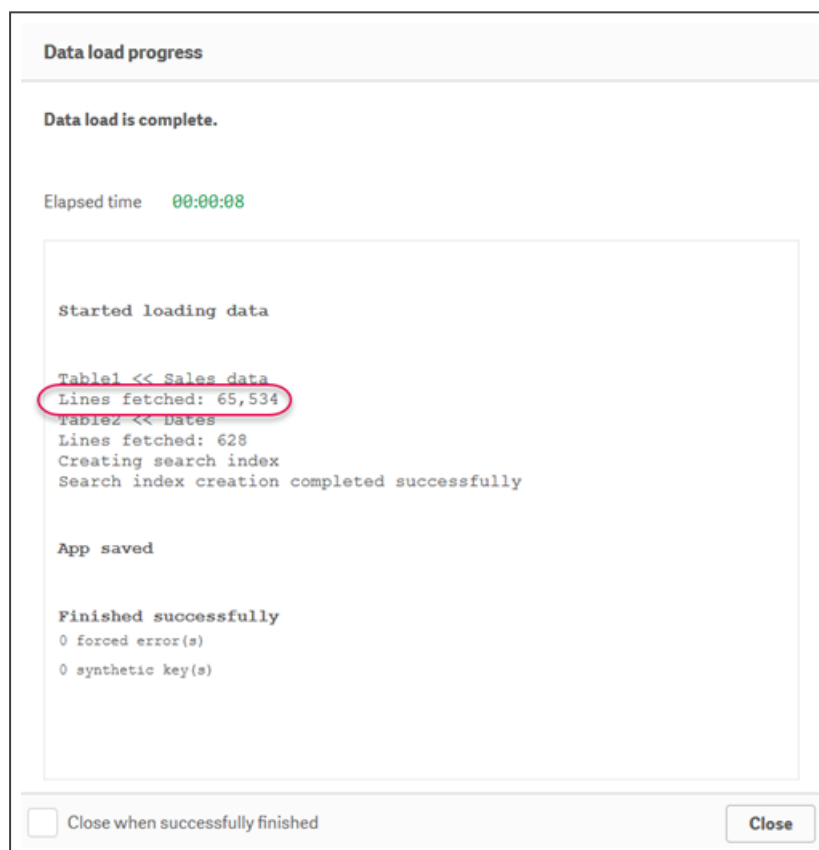 Data load progress
Data load is complete.
Elapsed time 00:00:08
Started loading data
Table1 << Sales data
Lines fetched: 65,534
Table2 << Dates
Lines fetched: 628
Creating search index
Search index creation completed successfully
App saved
Finished successfully
0 forced error(s)
0 synthetic key(s)
Close when successfully finished
Close